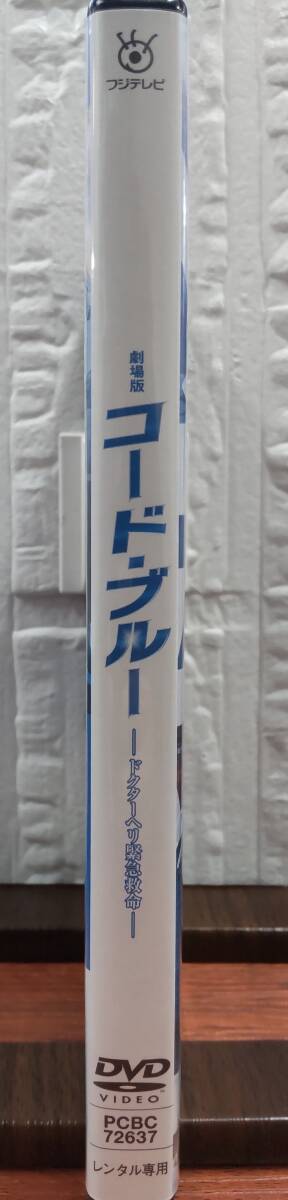 フジテレビ
劇場版
コード・ブルー
―ドクターヘリ緊急救命―
DVD
VIDEO
PCBC
72637
レンタル専用